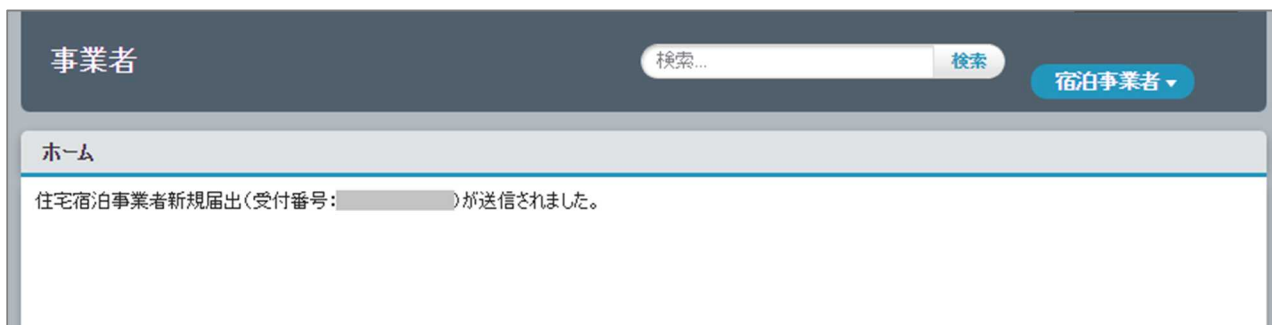 事業者
検索...
検索
宿泊事業者▼
ホーム
住宅宿泊事業者新規届出(受付番号: )が送信されました。